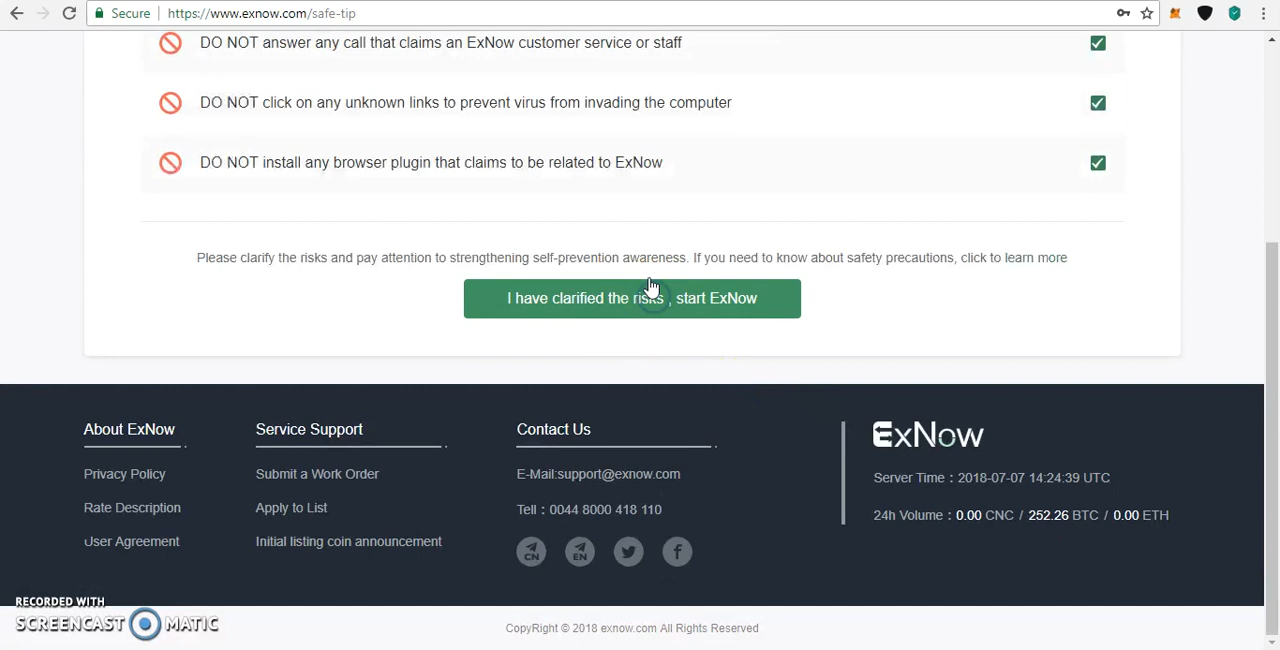 Secure https://www.exnow.com/safe-tip
DO NOT answer any call that claims an ExNow customer service or staff
DO NOT click on any unknown links to prevent virus from invading the computer
DO NOT install any browser plugin that claims to be related to ExNow
Please clarify the risks and pay attention to strengthening self-prevention awareness. If you need to know about safety precautions, click to learn more
I have clarified the risks , start ExNow
About ExNow
Privacy Policy
Rate Description
User Agreement
Service Support
Submit a Work Order
Apply to List
Initial listing coin announcement
Contact Us
E-Mail:support@exnow.com
Tell : 0044 8000 418 110
CN
EN
ExNow
Server Time : 2018-07-07 14:24:39 UTC
24h Volume : 0.00 CNC / 252.26 BTC / 0.00 ETH
RECORDED WITH
SCREENCAST MATIC
CopyRight © 2018 exnow.com All Rights Reserved